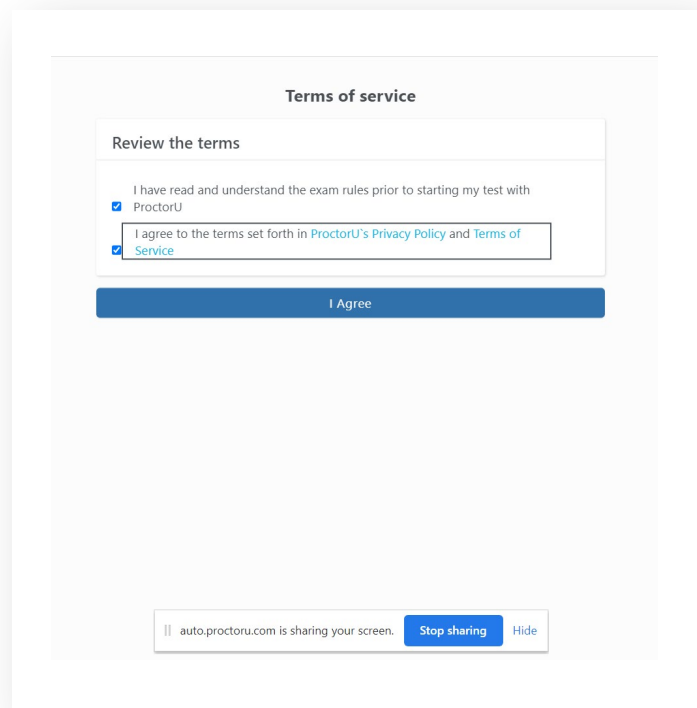 Terms of service
Review the terms
I have read and understand the exam rules prior to starting my test with
ProctorU
I agree to the terms set forth in ProctorU`s Privacy Policy and Terms of
Service
I Agree
auto.proctoru.com is sharing your screen. Stop sharing Hide